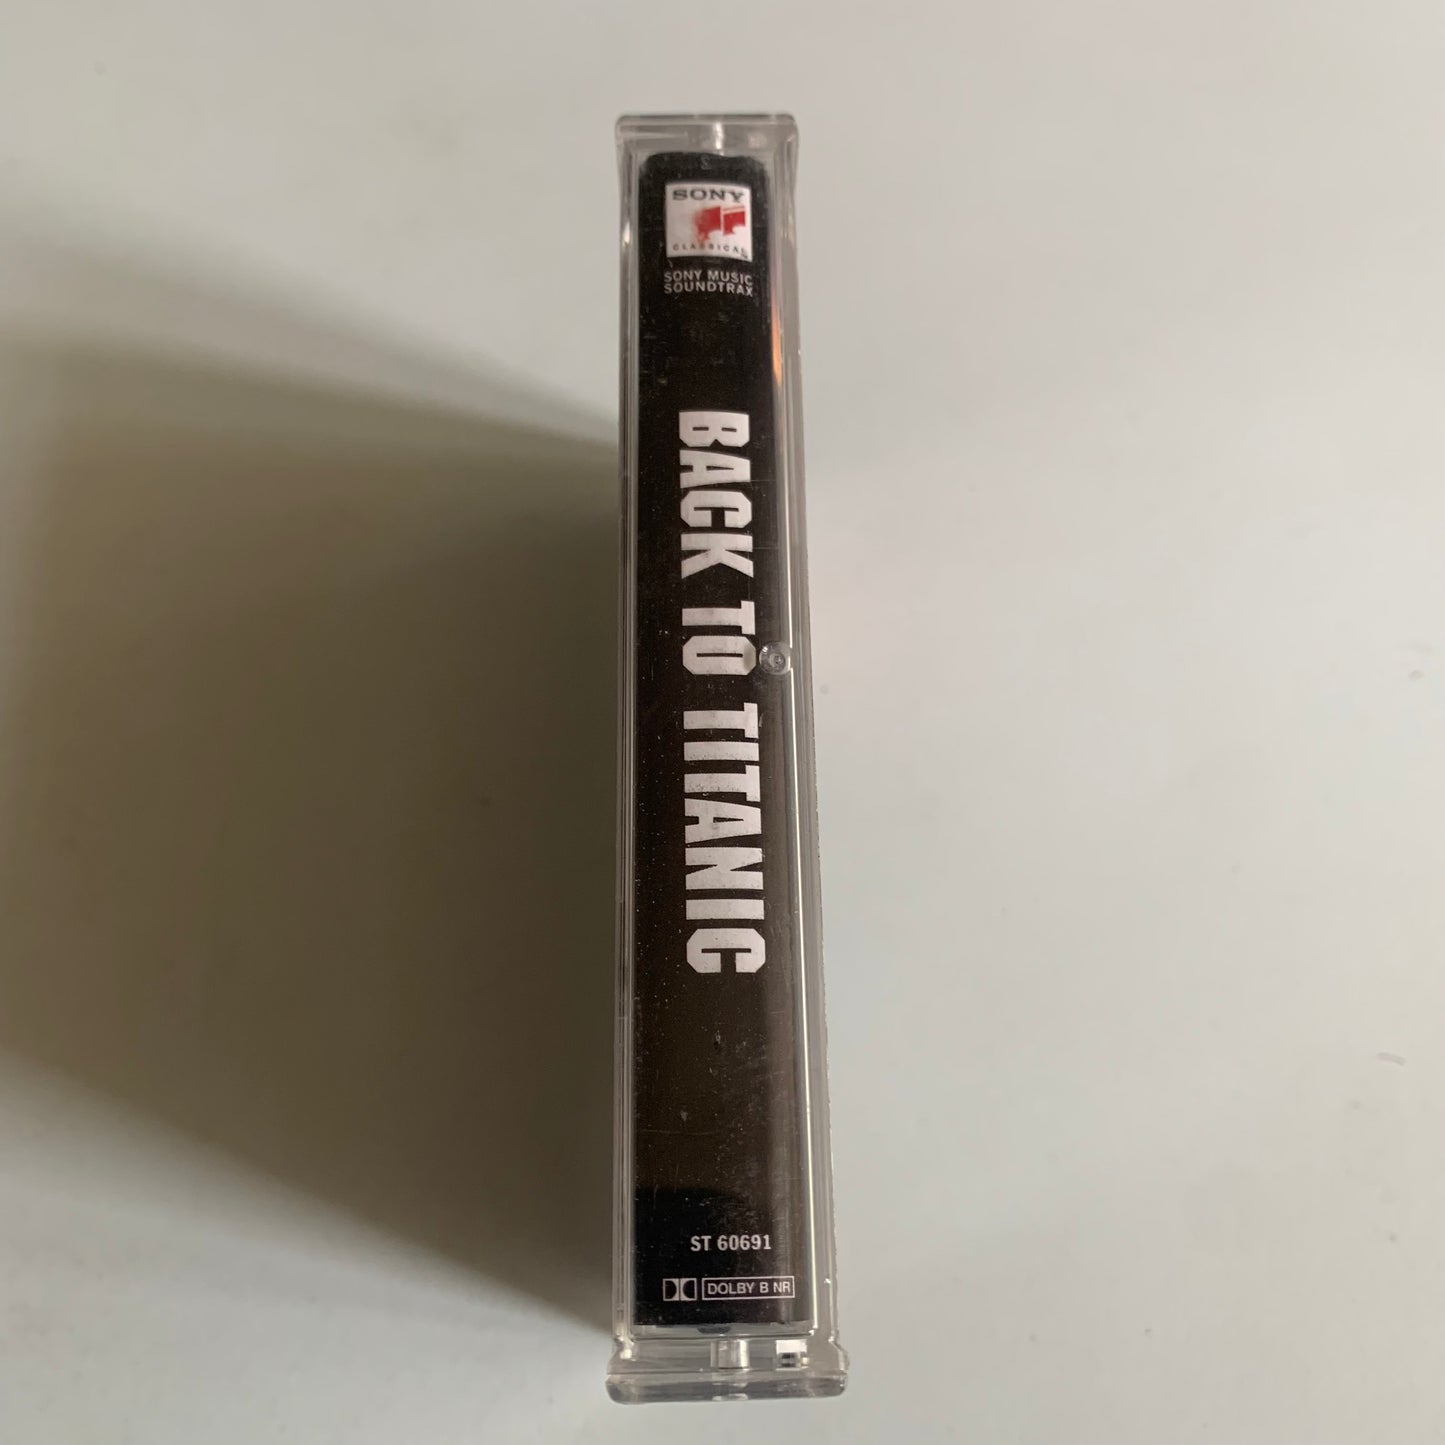 SONY
CLASSICAL
SONY MUSIC
SOUNDTRAX
BACK TO TITANIC
ST 60691
DOLBY B NR